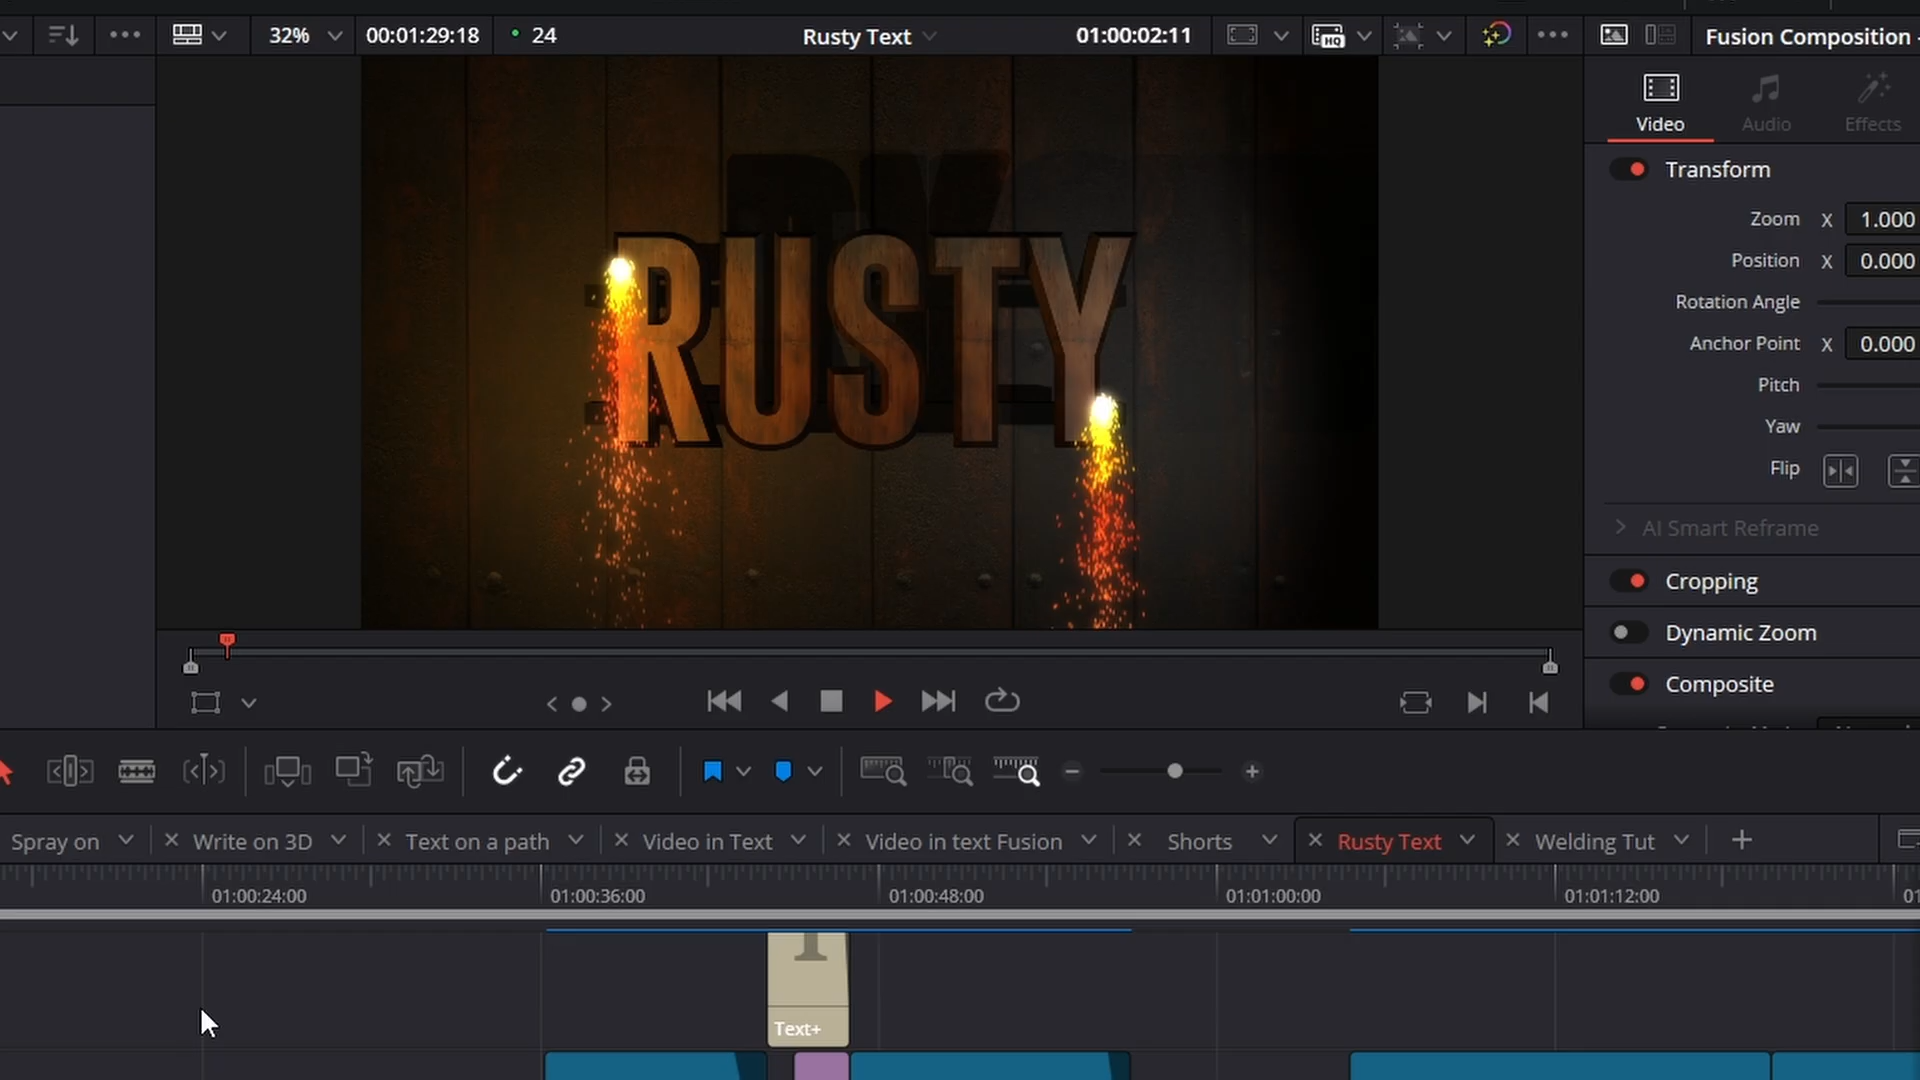 32%
00:01:29:18
24
Rusty Text
01:00:02:11
HQ
Fusion Composition
Video
Audio
Effects
RUSTY
Transform
Zoom X 1.000
Position X 0.000
Rotation Angle
Anchor Point X 0.000
Pitch
Yaw
Flip
AI Smart Reframe
Cropping
Dynamic Zoom
Composite
Spray on
Write on 3D
Text on a path
Video in Text
Video in text Fusion
Shorts
Rusty Text
Welding Tut
01:00:24:00
01:00:36:00
01:00:48:00
01:01:00:00
01:01:12:00
Text+